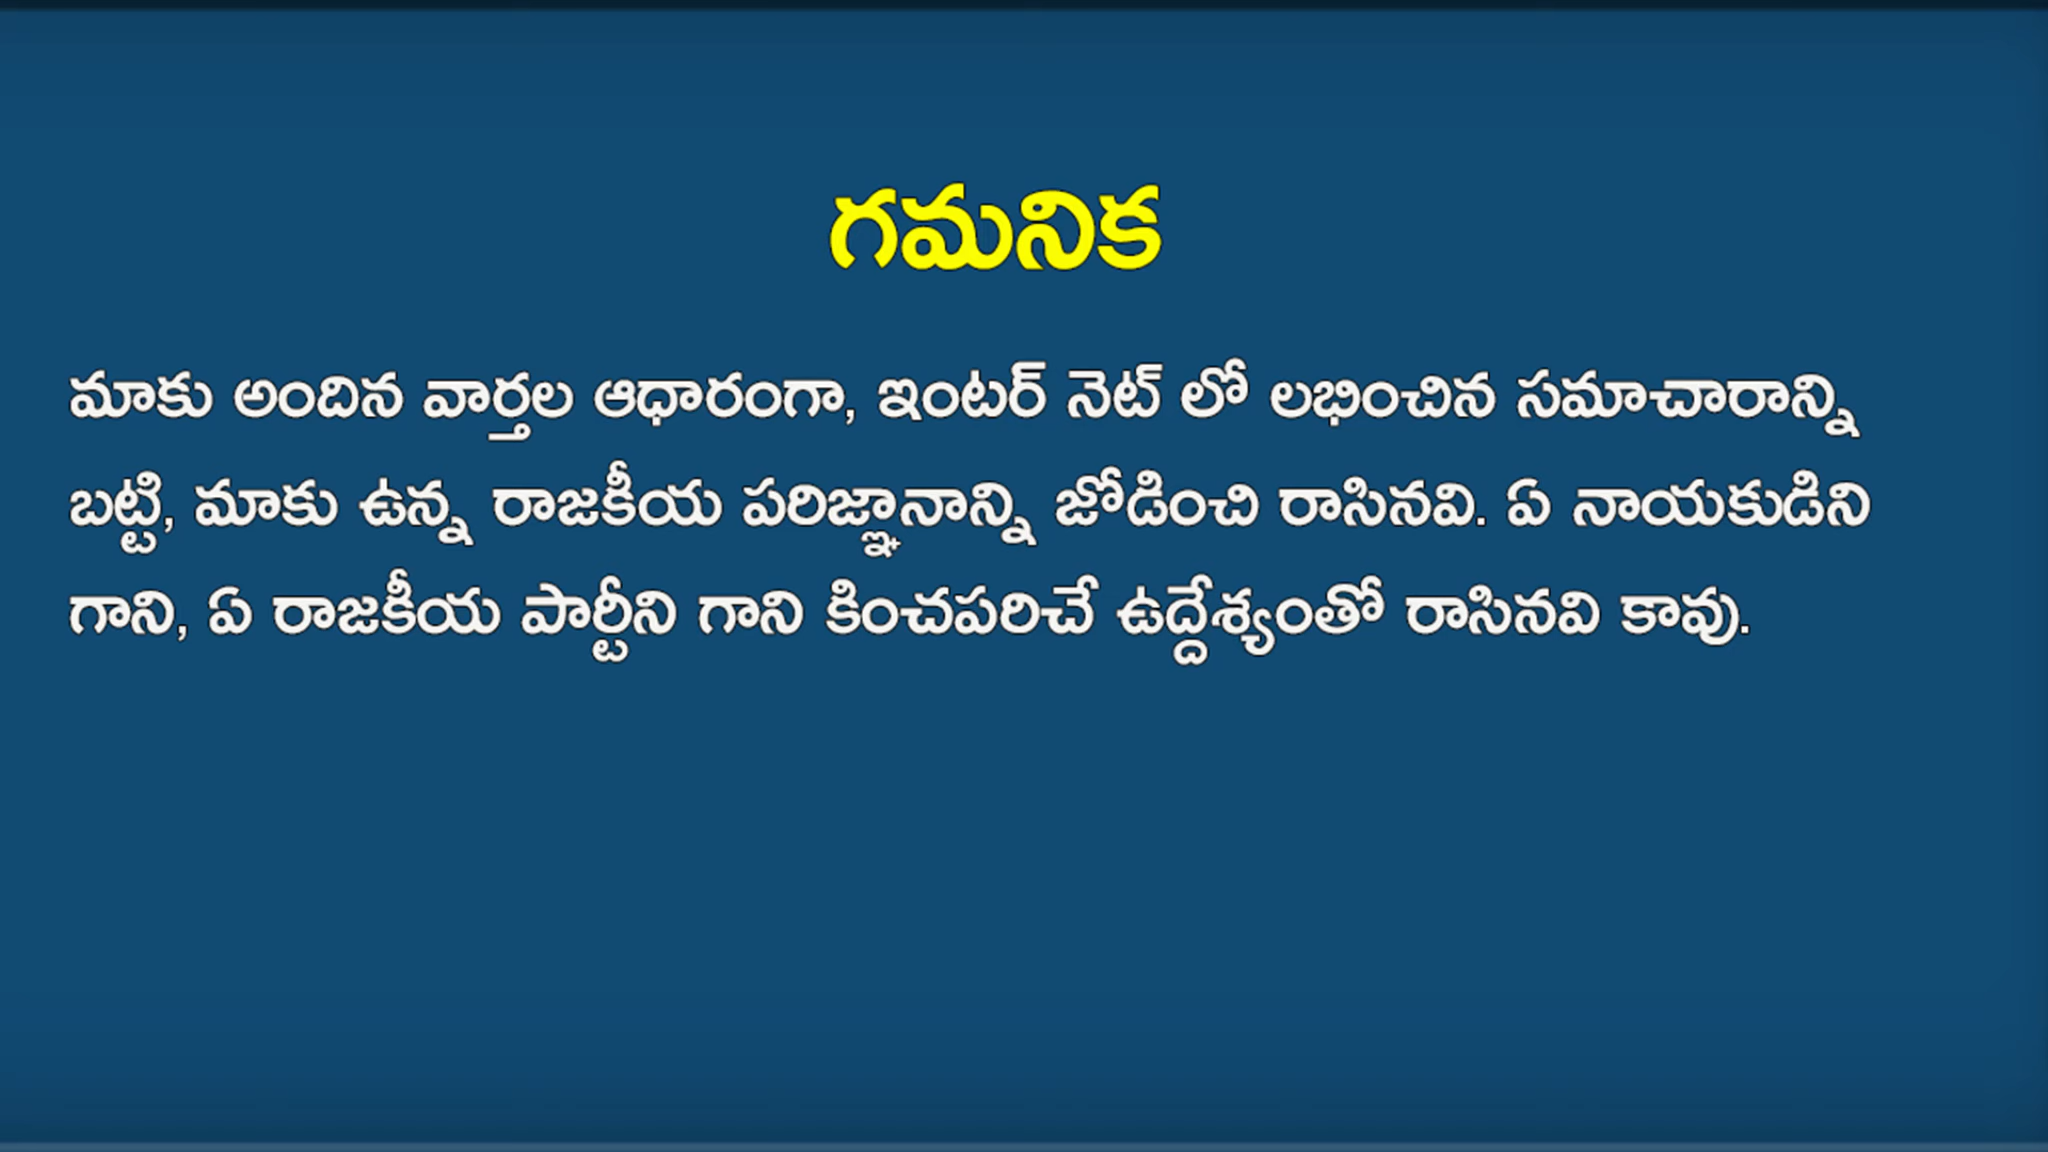 గమనిక
మాకు అందిన వార్తల ఆధారంగా, ఇంటర్ నెట్ లో లభించిన సమాచారాన్ని
బట్టి, మాకు ఉన్న రాజకీయ పరిజ్ఞానాన్ని జోడించి రాసినవి. ఏ నాయకుడిని
గాని, ఏ రాజకీయ పార్టీని గాని కించపరిచే ఉద్దేశ్యంతో రాసినవి కావు.